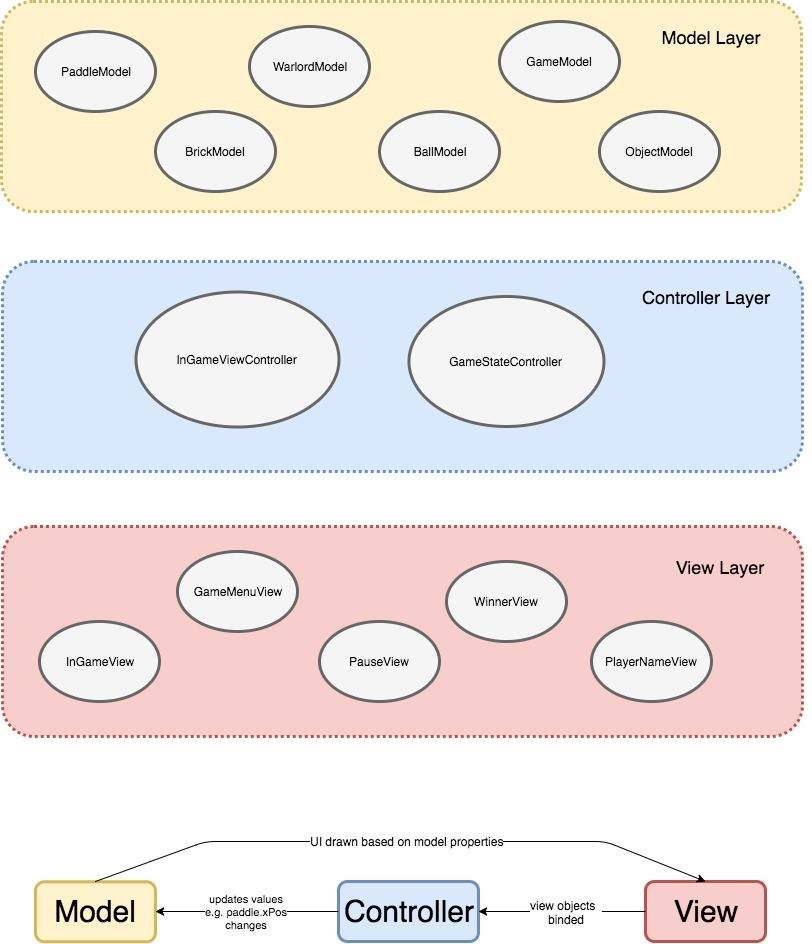 Model Layer
PaddleModel
WarlordModel
GameModel
BrickModel
BallModel
ObjectModel
Controller Layer
InGameViewController
GameStateController
View Layer
GameMenuView
WinnerView
InGameView
PauseView
PlayerNameView
UI drawn based on model properties
Model
updates values
e.g. paddle.xPos
changes
Controller
view objects
binded
View